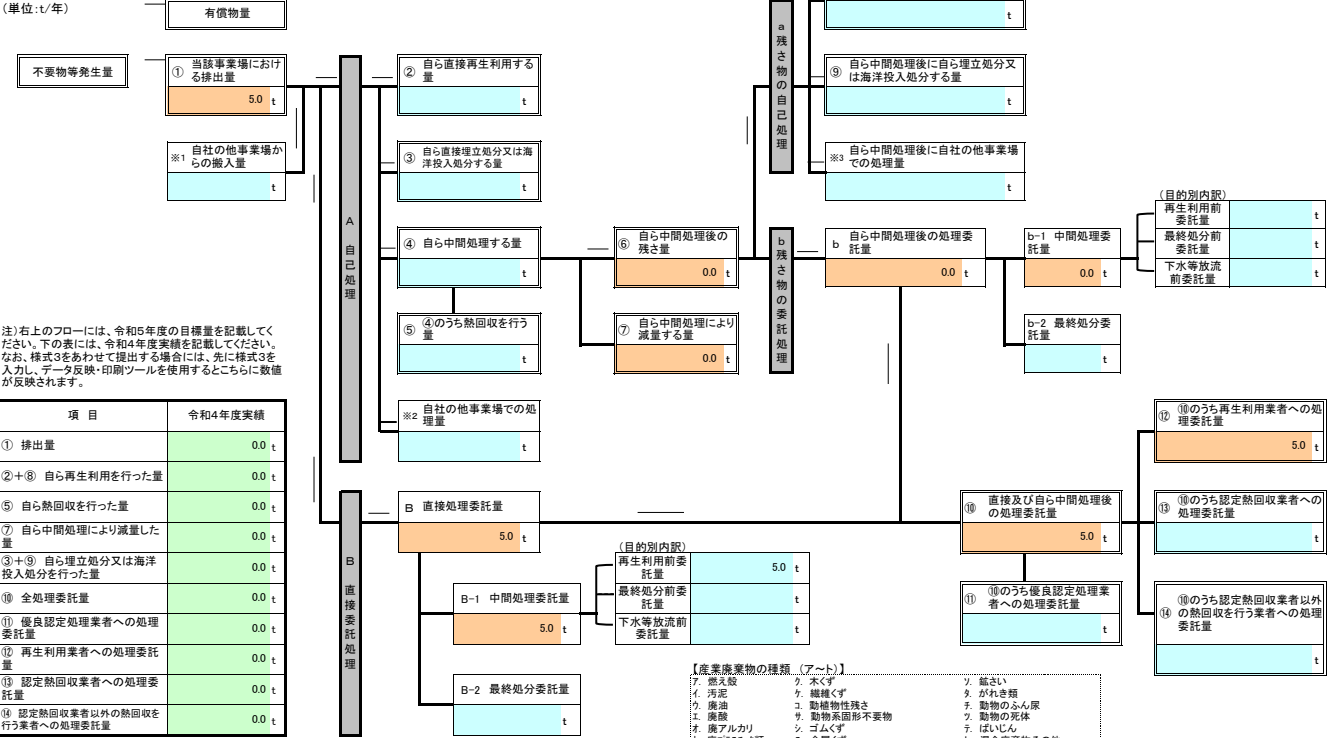 (単位:t/年)
有償物量
t
不要物等発生量
① 当該事業場におけ
る排出量
5.0 t
※1 自社の他事業場か
らの搬入量
t
A 自己処理
② 自ら直接再生利用する
量
t
③ 自ら直接埋立処分又は海
洋投入処分する量
t
④ 自ら中間処理する量
t
⑤ ④のうち熱回収を行う
量
t
※2 自社の他事業場での処
理量
t
⑥ 自ら中間処理後の
残さ量
0.0 t
⑦ 自ら中間処理により
減量する量
0.0 t
a 残さ物の自己処理
⑨ 自ら中間処理後に自ら埋立処分又
は海洋投入処分する量
t
※3 自ら中間処理後に自社の他事業場
での処理量
t
b 残さ物の委託処理
b 自ら中間処理後の処理委
託量
0.0 t
b-1 中間処理委
託量
0.0 t
b-2 最終処分委
託量
t
(目的別内訳)
再生利用前
委託量
t
最終処分前
委託量
t
下水等放流
前委託量
t
注)右上のフローには、令和5年度の目標量を記載してく
ださい。下の表には、令和4年度実績を記載してください。
なお、様式3をあわせて提出する場合には、先に様式3を
入力し、データ反映・印刷ツールを使用するとこちらに数値
が反映されます。
項 目 令和4年度実績
① 排出量 0.0 t
②+⑧ 自ら再生利用を行った量 0.0 t
⑤ 自ら熱回収を行った量 0.0 t
⑦ 自ら中間処理により減量した
量 0.0 t
③+⑨ 自ら埋立処分又は海洋
投入処分を行った量 0.0 t
⑩ 全処理委託量 0.0 t
⑪ 優良認定処理業者への処理
委託量 0.0 t
⑫ 再生利用業者への処理委託
量 0.0 t
⑬ 認定熱回収業者への処理委
託量 0.0 t
⑭ 認定熱回収業者以外の熱回収を
行う業者への処理委託量 0.0 t
B 直接委託処理
B 直接処理委託量
5.0 t
B-1 中間処理委託量
5.0 t
B-2 最終処分委託量
t
(目的別内訳)
再生利用前委
託量
5.0 t
最終処分前委
託量
t
下水等放流前
委託量
t
⑩ 直接及び自ら中間処理後
の処理委託量
5.0 t
⑪ ⑩のうち優良認定処理業
者への処理委託量
t
⑫ ⑩のうち再生利用業者への処
理委託量
5.0 t
⑬ ⑩のうち認定熱回収業者への
処理委託量
t
⑭ ⑩のうち認定熱回収業者以外
の熱回収を行う業者への処理
委託量
t
【産業廃棄物の種類 (ア~ト)】
ア. 燃え殻 ク. 木くず ソ. 鉱さい
イ. 汚泥 ケ. 繊維くず タ. がれき類
ウ. 廃油 コ. 動植物性残さ チ. 動物のふん尿
エ. 廃酸 サ. 動物系固形不要物 ツ. 動物の死体
オ. 廃アルカリ シ. ゴムくず テ. ばいじん